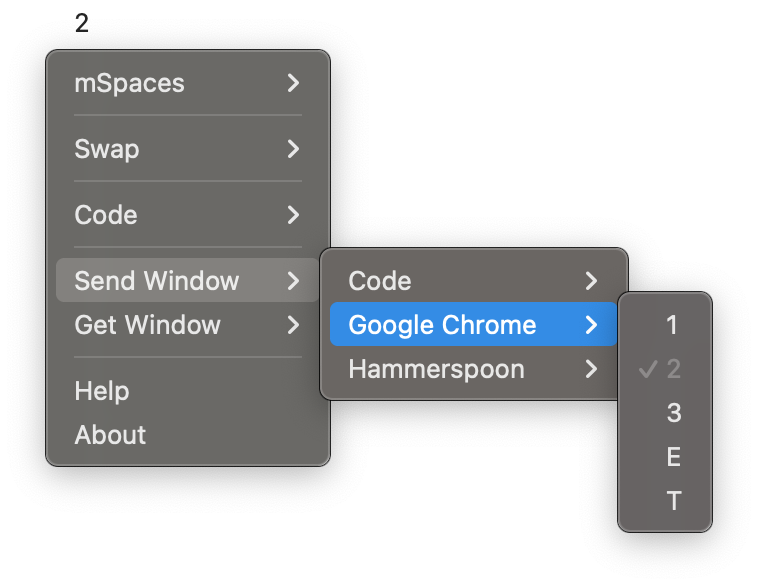 2
mSpaces
Swap
Code
Send Window
Get Window
Help
About
Code
Google Chrome
Hammerspoon
1
2
3
E
T